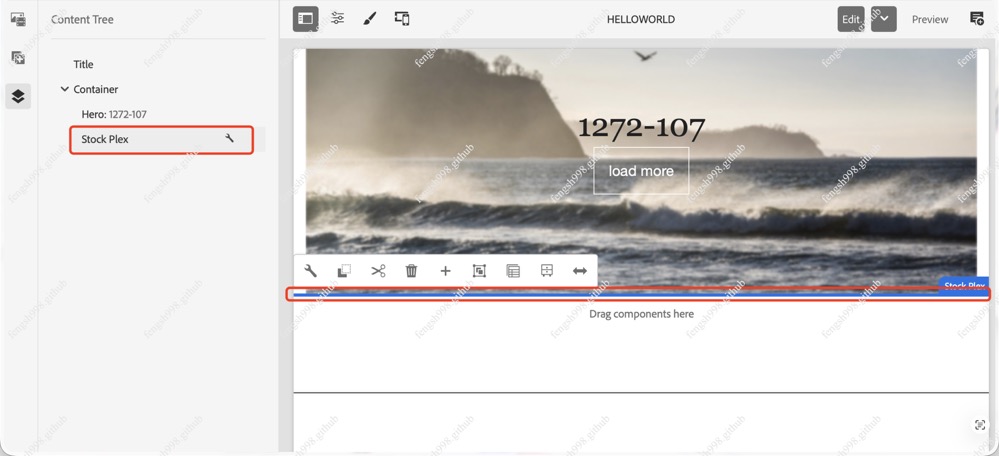 Content Tree
HELLOWORLD
Edit
Preview
Title
Container
Hero: 1272-107
Stock Plex
1272-107
load more
Stock Plex
Drag components here
fengsh998.github